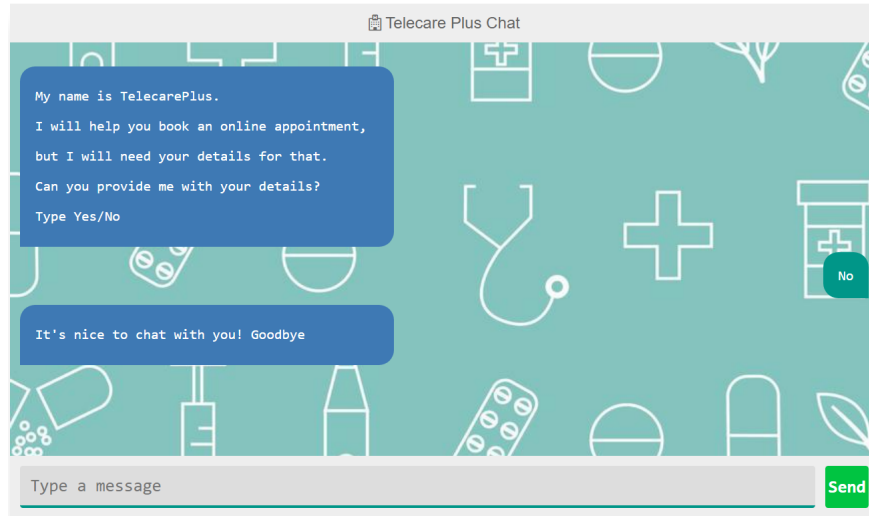 Telecare Plus Chat
My name is TelecarePlus.
I will help you book an online appointment,
but I will need your details for that.
Can you provide me with your details?
Type Yes/No
No
It's nice to chat with you! Goodbye
Type a message
Send